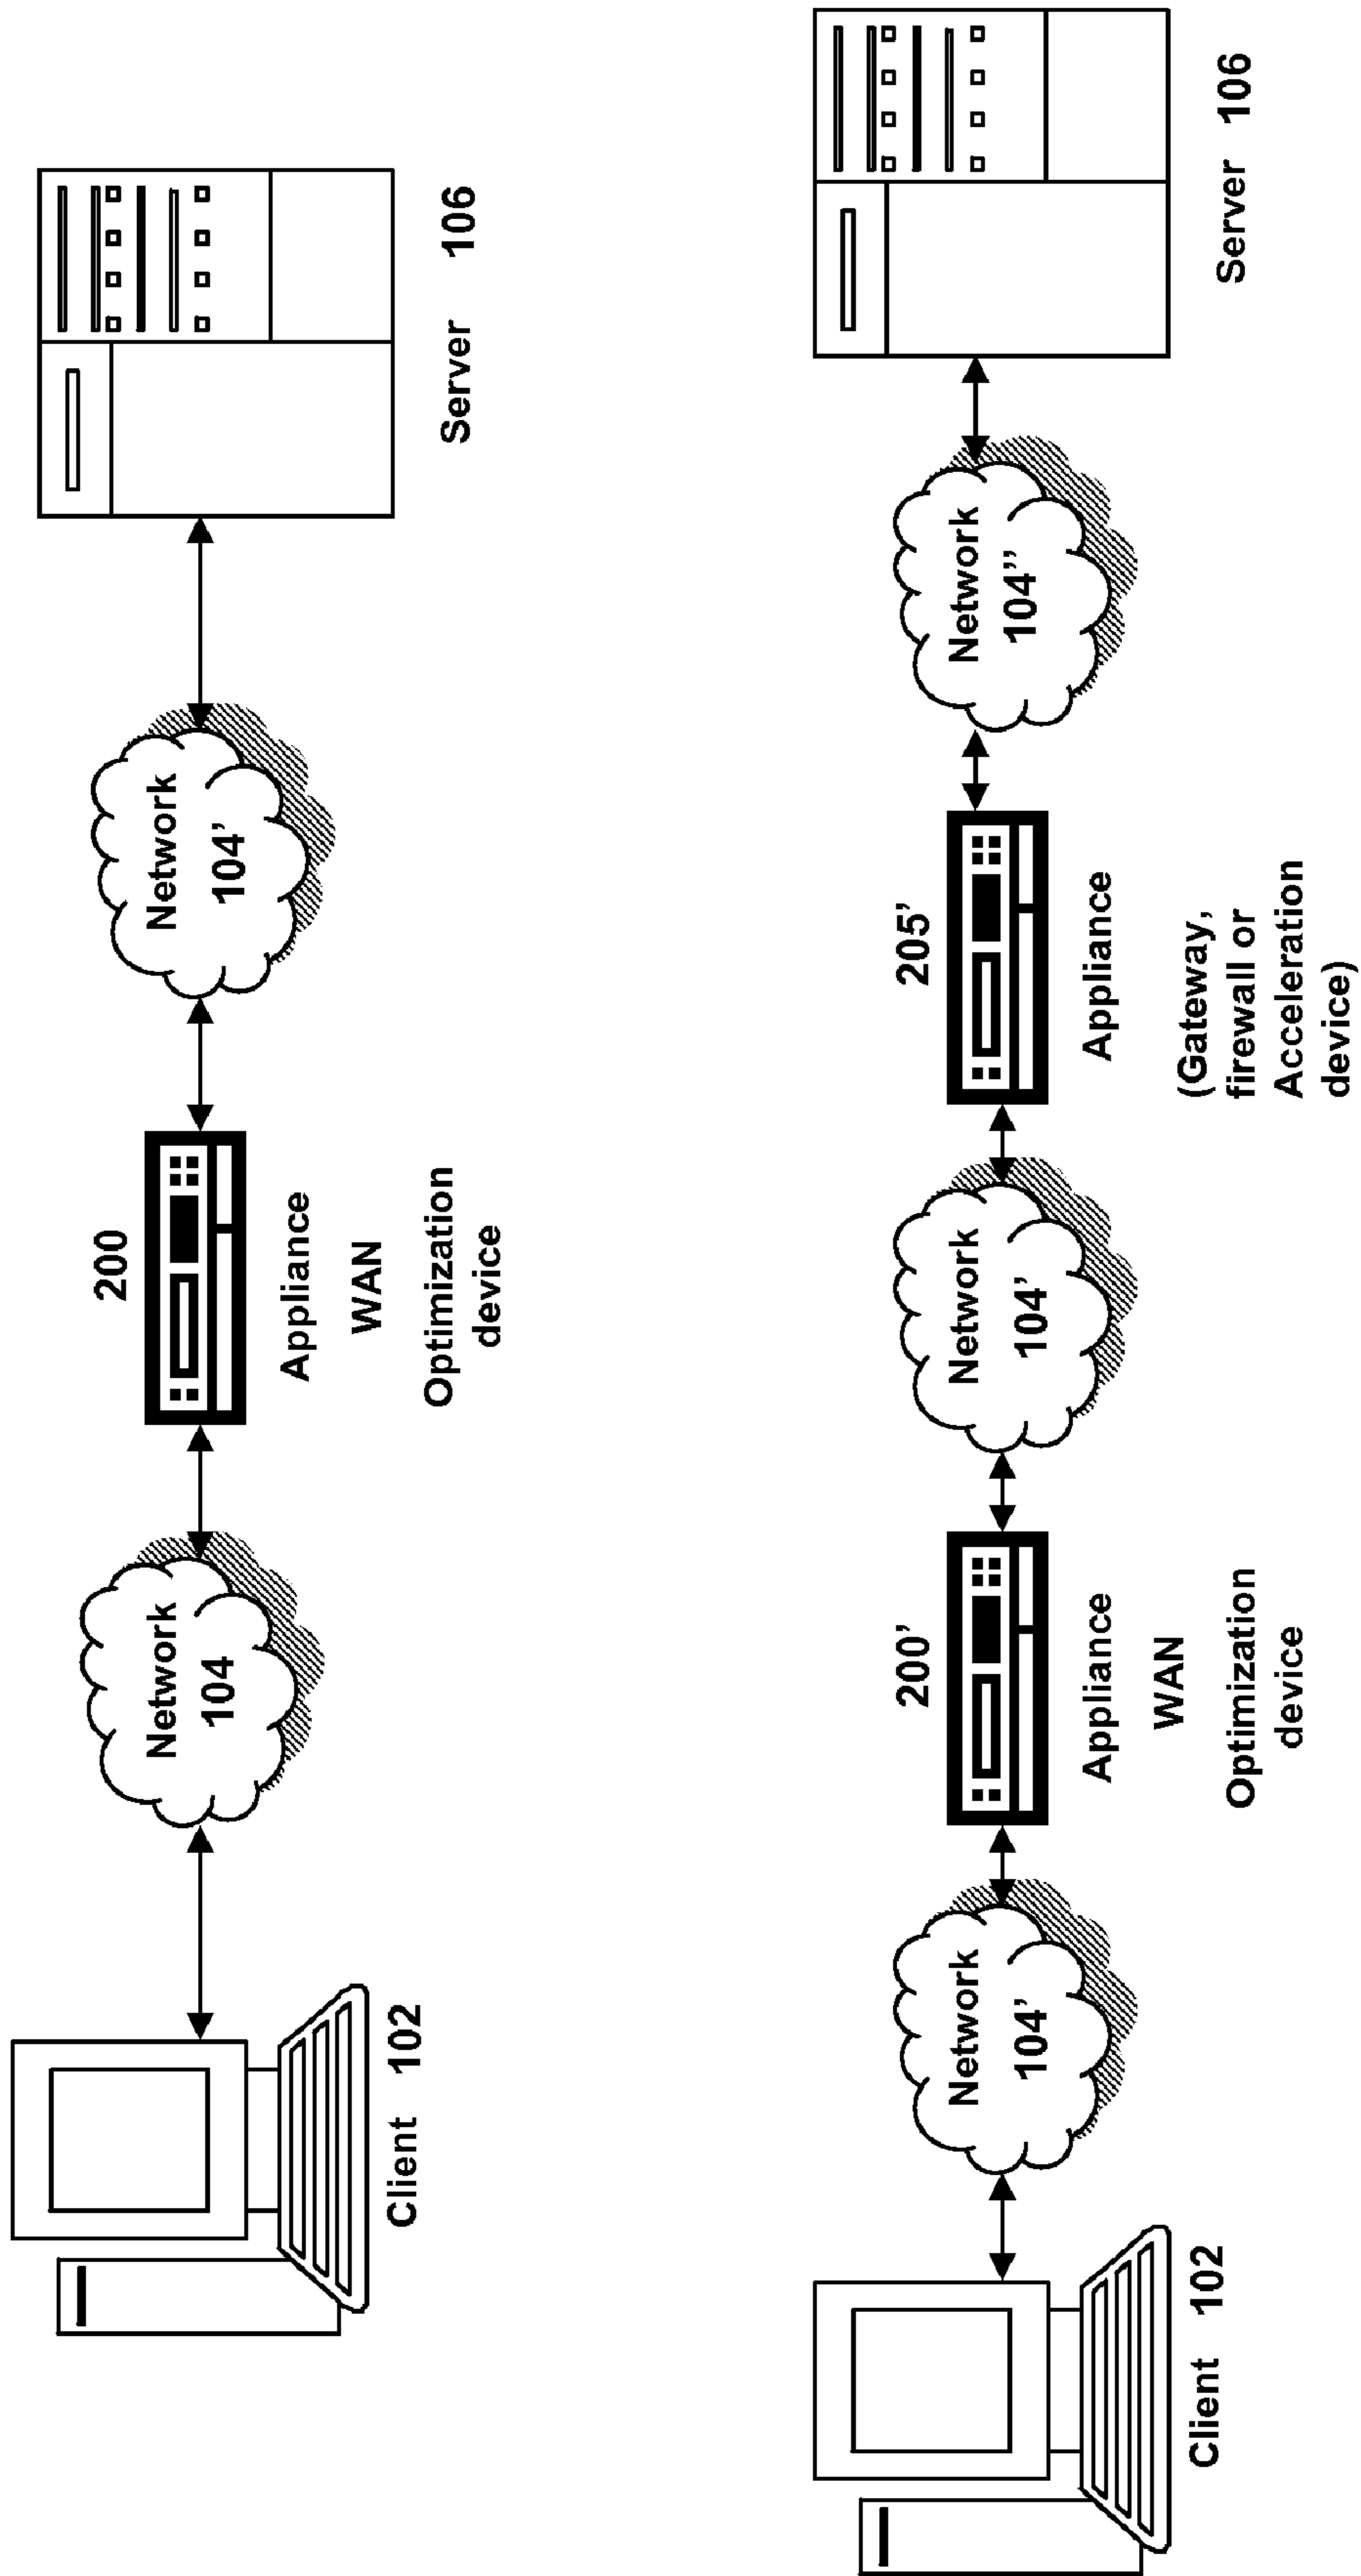 200
Client 102
Network
104
Appliance
WAN
Optimization
device
Network
104’
Server 106
200’
205’
Client 102
Network
104’
Appliance
WAN
Optimization
device
Network
104’
Appliance
(Gateway,
firewall or
Acceleration
device)
Network
104’’
Server 106